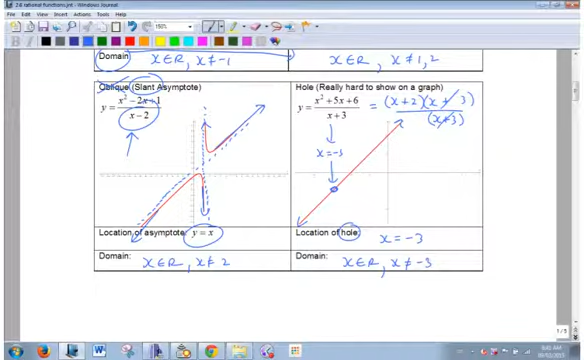 2.6 rational functions.jnt - Windows Journal
File Edit View Insert Actions Tools Help
150%
Domain: x∈R, x≠-1
x∈R, x≠1, 2
Oblique (Slant Asymptote)
y = (x² - 2x + 1)/(x - 2)
Hole (Really hard to show on a graph)
y = (x² + 5x + 6)/(x + 3) = (x+2)(x+3)/(x+3)
x=-3
Location of asymptote: y = x
Location of hole: x = -3
Domain: x∈R, x≠2
Domain: x∈R, x≠-3
1 / 5